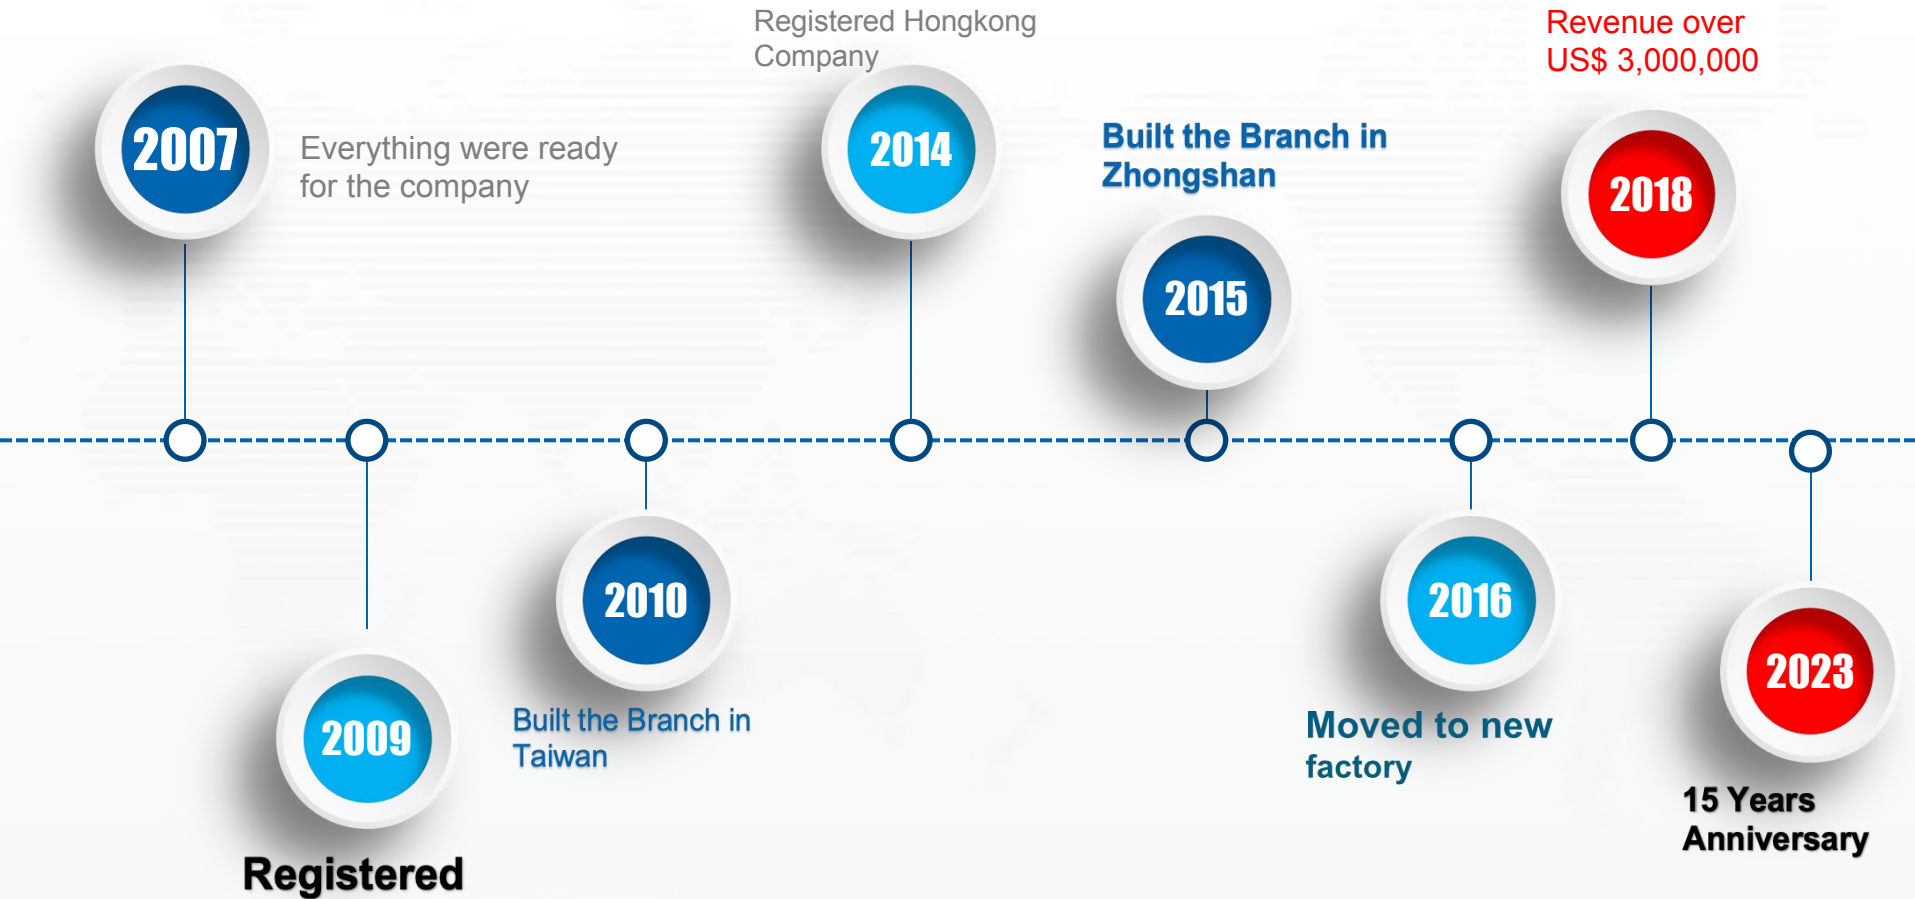 2007
Everything were ready
for the company
2009
Registered
2010
Built the Branch in
Taiwan
Registered Hongkong
Company
2014
Built the Branch in
Zhongshan
2015
2016
Moved to new
factory
Revenue over
US$ 3,000,000
2018
2023
15 Years
Anniversary